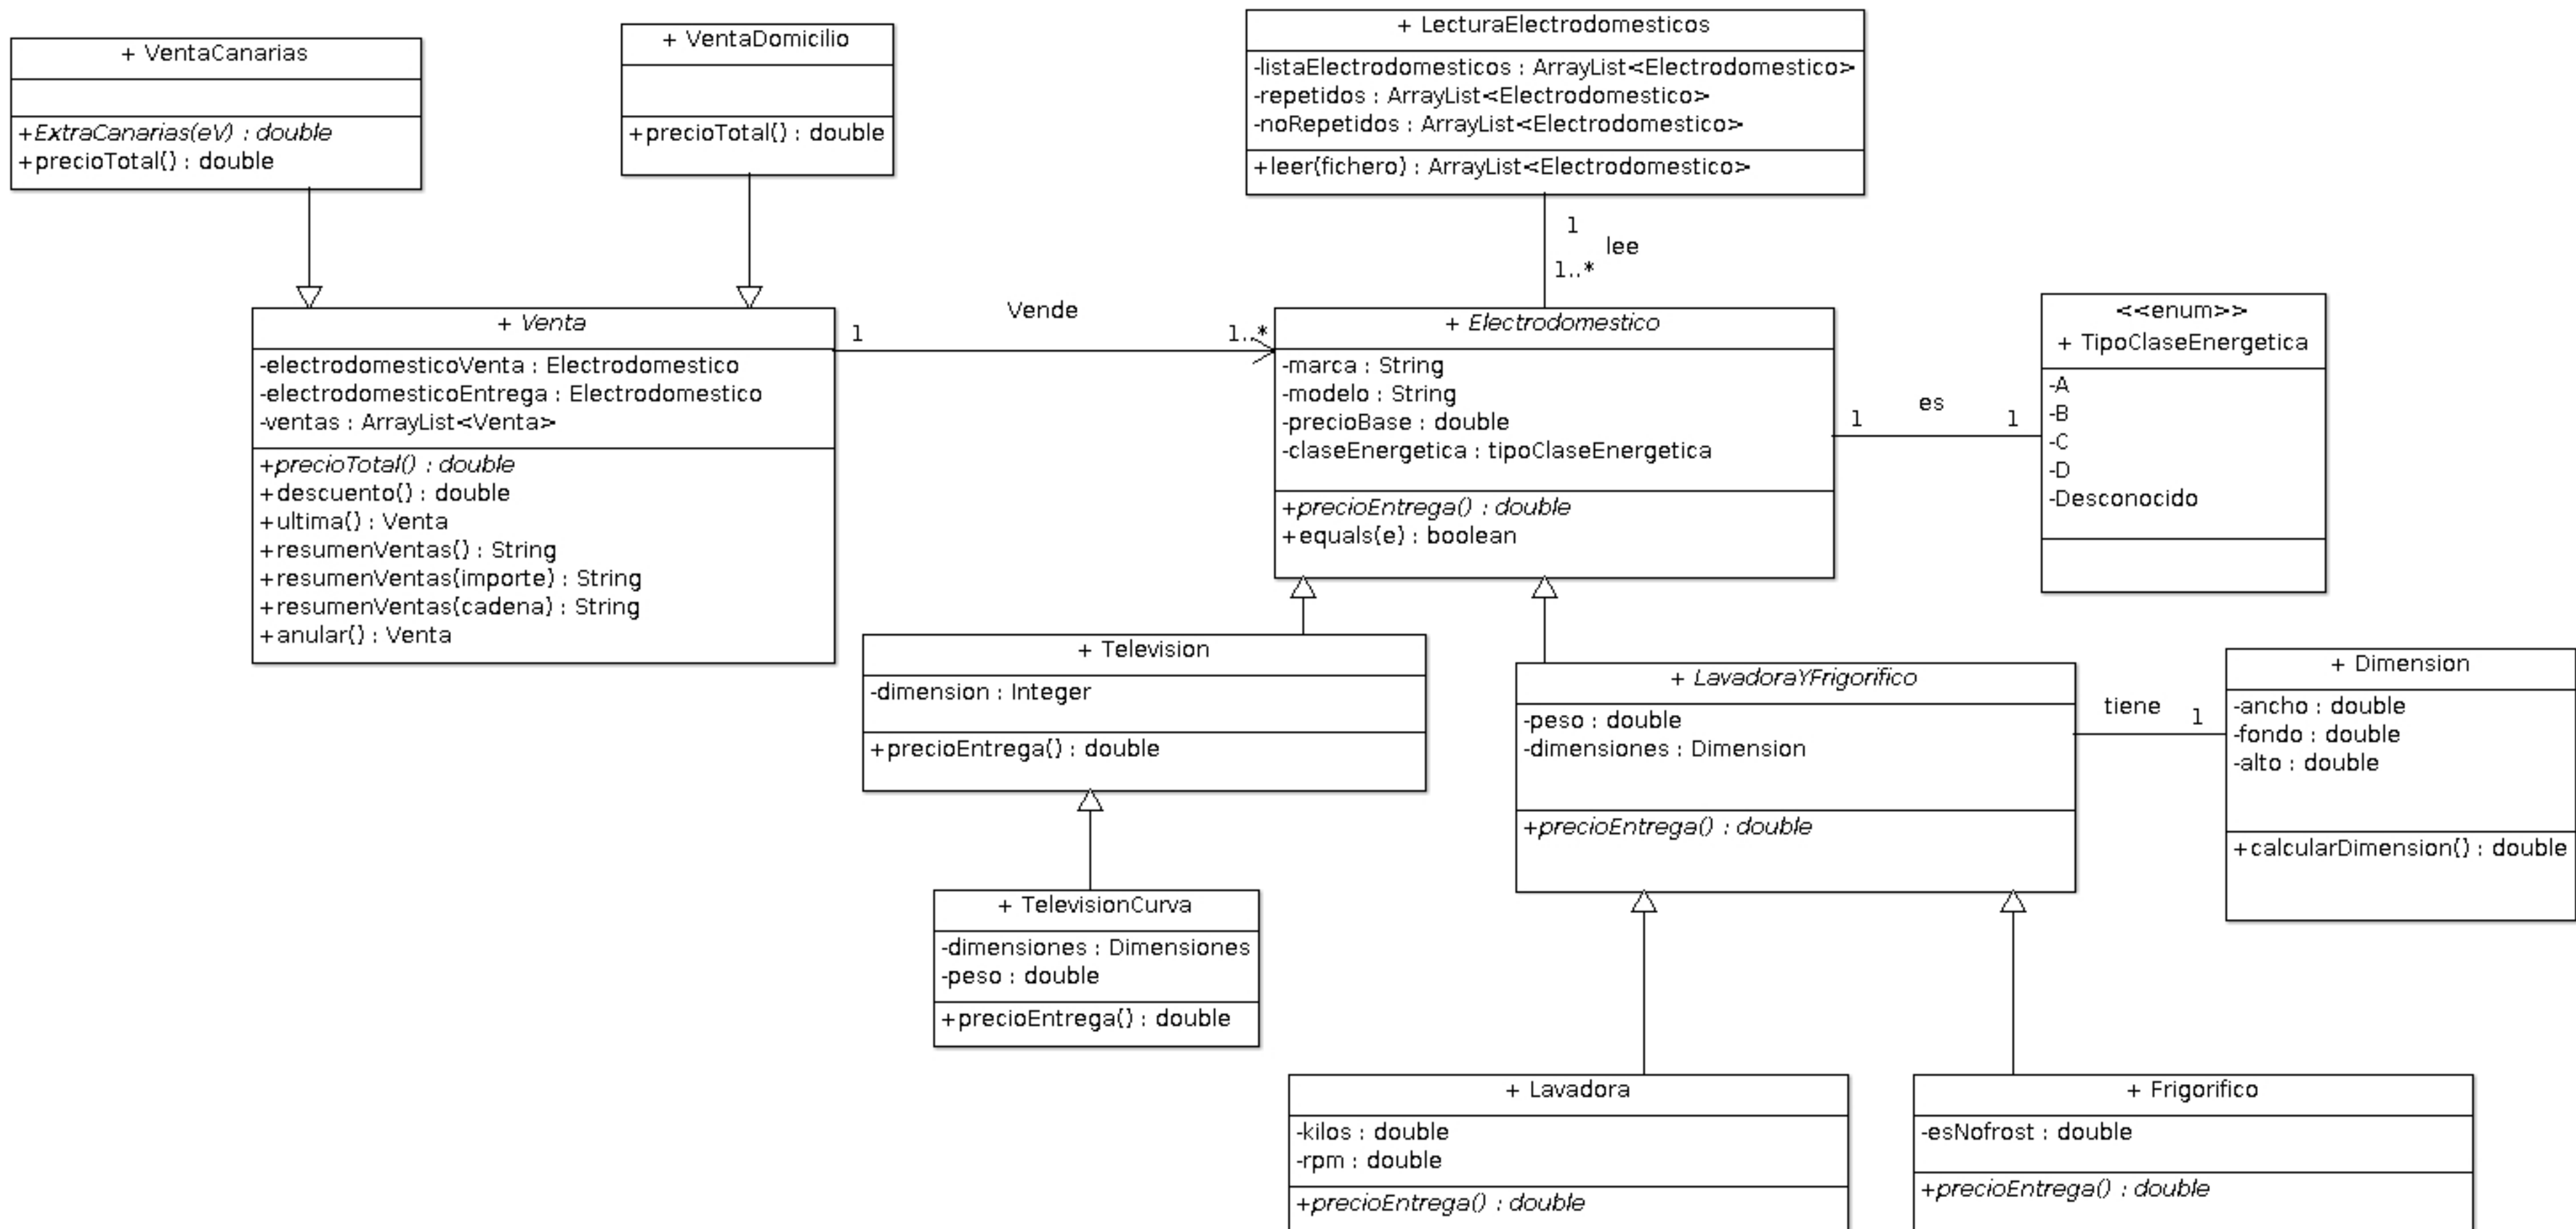 + VentaCanarias
+ExtraCanarias(eV) : double
+precioTotal() : double
+ VentaDomicilio
+precioTotal() : double
+ LecturaElectrodomesticos
-listaElectrodomesticos : ArrayList<Electrodomestico>
-repetidos : ArrayList<Electrodomestico>
-noRepetidos : ArrayList<Electrodomestico>
+leer(fichero) : ArrayList<Electrodomestico>
1
lee
1..*
+ Venta
-electrodomesticoVenta : Electrodomestico
-electrodomesticoEntrega : Electrodomestico
-ventas : ArrayList<Venta>
+precioTotal() : double
+descuento() : double
+ultima() : Venta
+resumenVentas() : String
+resumenVentas(importe) : String
+resumenVentas(cadena) : String
+anular() : Venta
Vende
1
1..*
+ Electrodomestico
-marca : String
-modelo : String
-precioBase : double
-claseEnergetica : tipoClaseEnergetica
+precioEntrega() : double
+equals(e) : boolean
es
1
1
<<enum>>
+ TipoClaseEnergetica
-A
-B
-C
-D
-Desconocido
+ Television
-dimension : Integer
+precioEntrega() : double
+ LavadoraYFrigorifico
-peso : double
-dimensiones : Dimension
+precioEntrega() : double
tiene
1
+ Dimension
-ancho : double
-fondo : double
-alto : double
+calcularDimension() : double
+ TelevisionCurva
-dimensiones : Dimensiones
-peso : double
+precioEntrega() : double
+ Lavadora
-kilos : double
-rpm : double
+precioEntrega() : double
+ Frigorifico
-esNofrost : double
+precioEntrega() : double